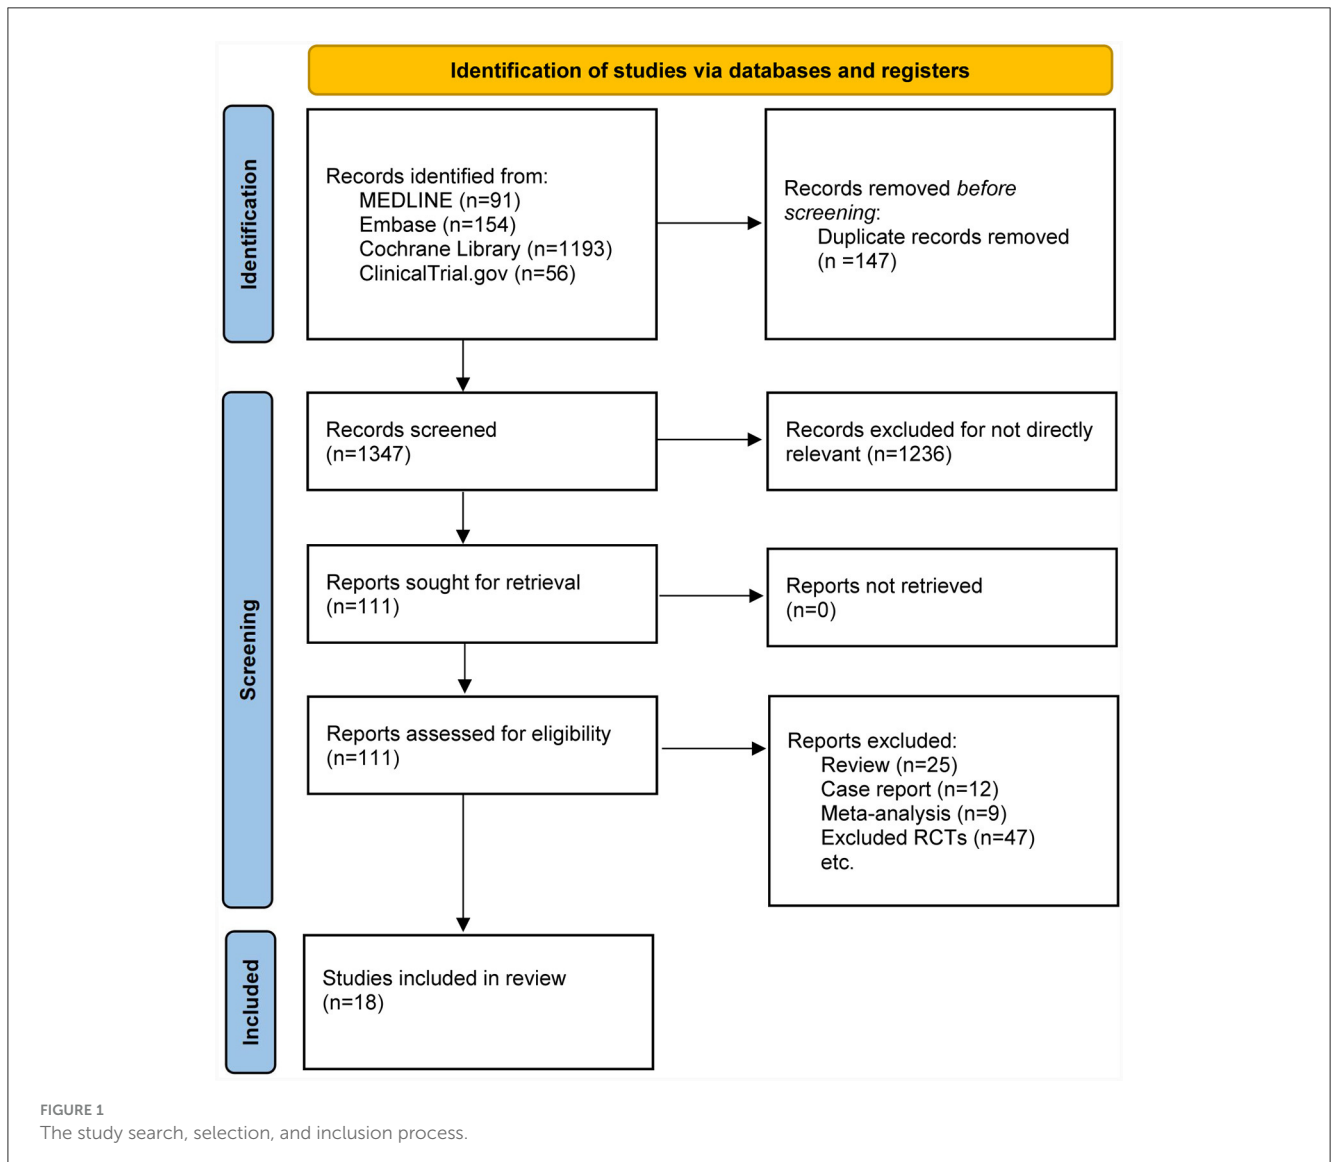 Identification of studies via databases and registers
Identification
Records identified from:
MEDLINE (n=91)
Embase (n=154)
Cochrane Library (n=1193)
ClinicalTrial.gov (n=56)
Records removed before
screening:
Duplicate records removed
(n =147)
Screening
Records screened
(n=1347)
Records excluded for not directly
relevant (n=1236)
Reports sought for retrieval
(n=111)
Reports not retrieved
(n=0)
Reports assessed for eligibility
(n=111)
Reports excluded:
Review (n=25)
Case report (n=12)
Meta-analysis (n=9)
Excluded RCTs (n=47)
etc.
Included
Studies included in review
(n=18)
FIGURE 1
The study search, selection, and inclusion process.